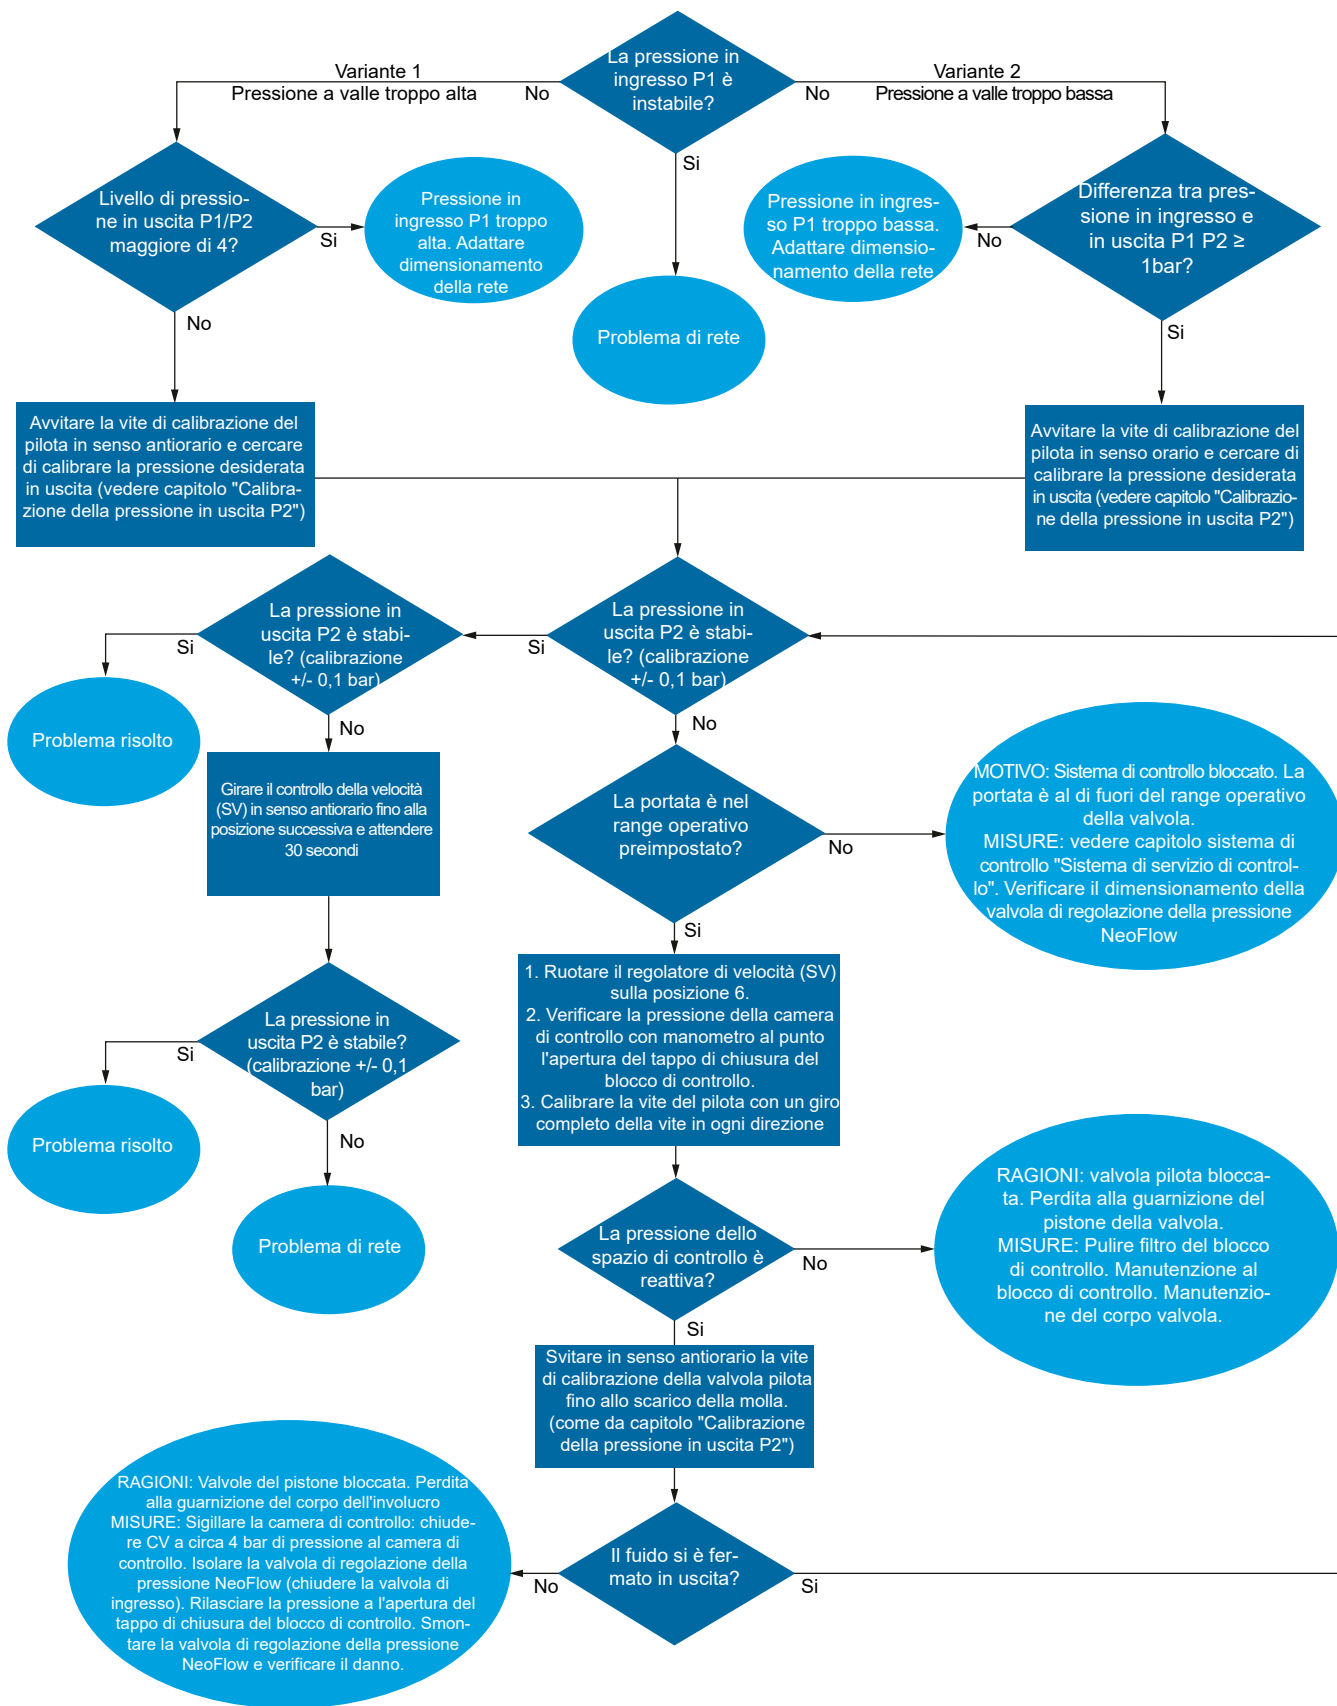 La pressione in
ingresso P1 è
instabile?
Variante 1
Pressione a valle troppo alta
No
Variante 2
No
Pressione a valle troppo bassa
Si
Livello di pressio-
ne in uscita P1/P2
maggiore di 4?
Si
Pressione in
ingresso P1 troppo
alta. Adattare
dimensionamento
della rete
Pressione in ingres-
so P1 troppo bassa.
Adattare dimensio-
namento della rete
No
Differenza tra pres-
sione in ingresso e
in uscita P1 P2 ≥
1bar?
No
Problema di rete
Si
Avvitare la vite di calibrazione del
pilota in senso antiorario e cercare
di calibrare la pressione desiderata
in uscita (vedere capitolo "Calibra-
zione della pressione in uscita P2")
Avvitare la vite di calibrazione del
pilota in senso orario e cercare di
calibrare la pressione desiderata
in uscita (vedere capitolo "Calibrazio-
ne della pressione in uscita P2")
La pressione in
uscita P2 è stabi-
le? (calibrazione
+/- 0,1 bar)
Si
La pressione in
uscita P2 è stabi-
le? (calibrazione
+/- 0,1 bar)
Si
Problema risolto
No
No
Girare il controllo della velocità
(SV) in senso antiorario fino alla
posizione successiva e attendere
30 secondi
La portata è nel
range operativo
preimpostato?
No
MOTIVO: Sistema di controllo bloccato. La
portata è al di fuori del range operativo
della valvola.
MISURE: vedere capitolo sistema di
controllo "Sistema di servizio di control-
lo". Verificare il dimensionamento della
valvola di regolazione della pressione
NeoFlow
Si
La pressione in
uscita P2 è stabile?
(calibrazione +/- 0,1
bar)
Si
Problema risolto
No
Problema di rete
1. Ruotare il regolatore di velocità (SV)
sulla posizione 6.
2. Verificare la pressione della camera
di controllo con manometro al punto
l'apertura del tappo di chiusura del
blocco di controllo.
3. Calibrare la vite del pilota con un giro
completo della vite in ogni direzione
La pressione dello
spazio di controllo è
reattiva?
No
RAGIONI: valvola pilota blocca-
ta. Perdita alla guarnizione del
pistone della valvola.
MISURE: Pulire filtro del blocco
di controllo. Manutenzione al
blocco di controllo. Manutenzio-
ne del corpo valvola.
Si
Svitare in senso antiorario la vite
di calibrazione della valvola pilota
fino allo scarico della molla.
(come da capitolo "Calibrazione
della pressione in uscita P2")
Il fuido si è fer-
mato in uscita?
No
Si
RAGIONI: Valvole del pistone bloccata. Perdita
alla guarnizione del corpo dell'involucro
MISURE: Sigillare la camera di controllo: chiude-
re CV a circa 4 bar di pressione al camera di
controllo. Isolare la valvola di regolazione della
pressione NeoFlow (chiudere la valvola di
ingresso). Rilasciare la pressione a l'apertura del
tappo di chiusura del blocco di controllo. Smon-
tare la valvola di regolazione della pressione
NeoFlow e verificare il danno.